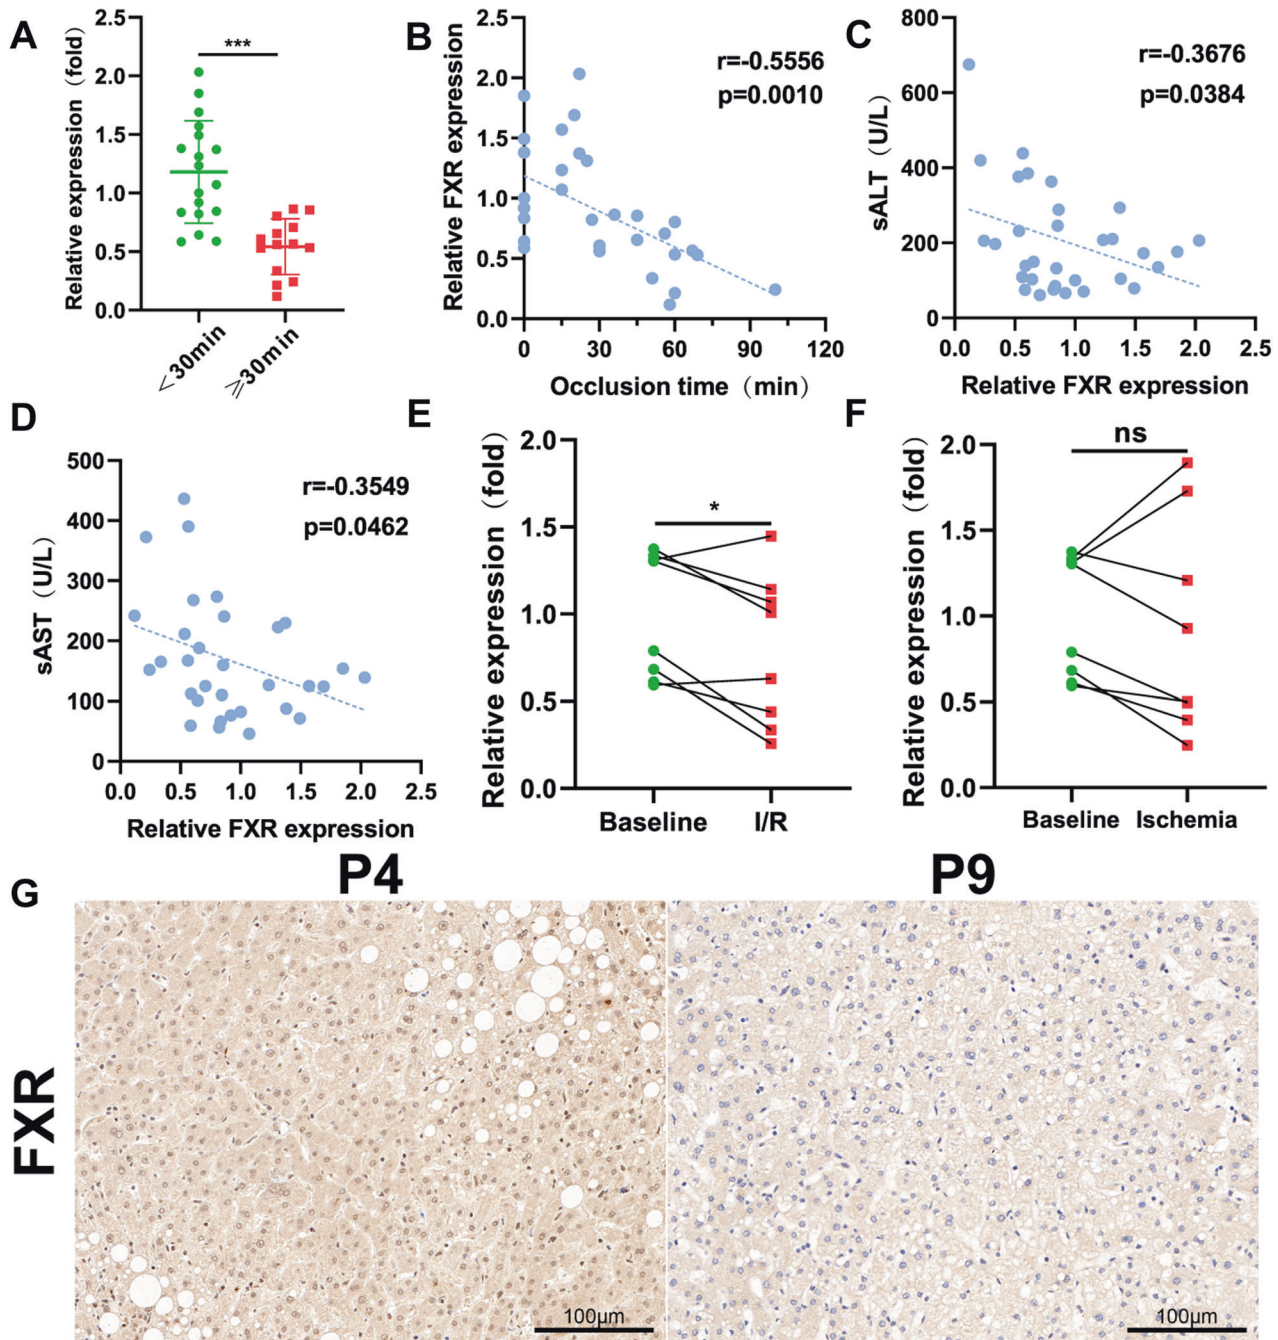 A
Relative expression（fold）
2.5
2.0
1.5
1.0
0.5
0.0
***
＜30min
≥30min
B
Relative FXR expression
2.5
2.0
1.5
1.0
0.5
0.0
r=-0.5556
p=0.0010
0 30 60 90 120
Occlusion time（min）
C
sALT（U/L）
800
600
400
200
0
r=-0.3676
p=0.0384
0.0 0.5 1.0 1.5 2.0 2.5
Relative FXR expression
D
sAST（U/L）
500
400
300
200
100
0
r=-0.3549
p=0.0462
0.0 0.5 1.0 1.5 2.0 2.5
Relative FXR expression
E
Relative expression（fold）
2.0
1.5
1.0
0.5
0.0
*
Baseline I/R
F
Relative expression（fold）
2.0
1.5
1.0
0.5
0.0
ns
Baseline Ischemia
G
P4
P9
FXR
100μm
100μm